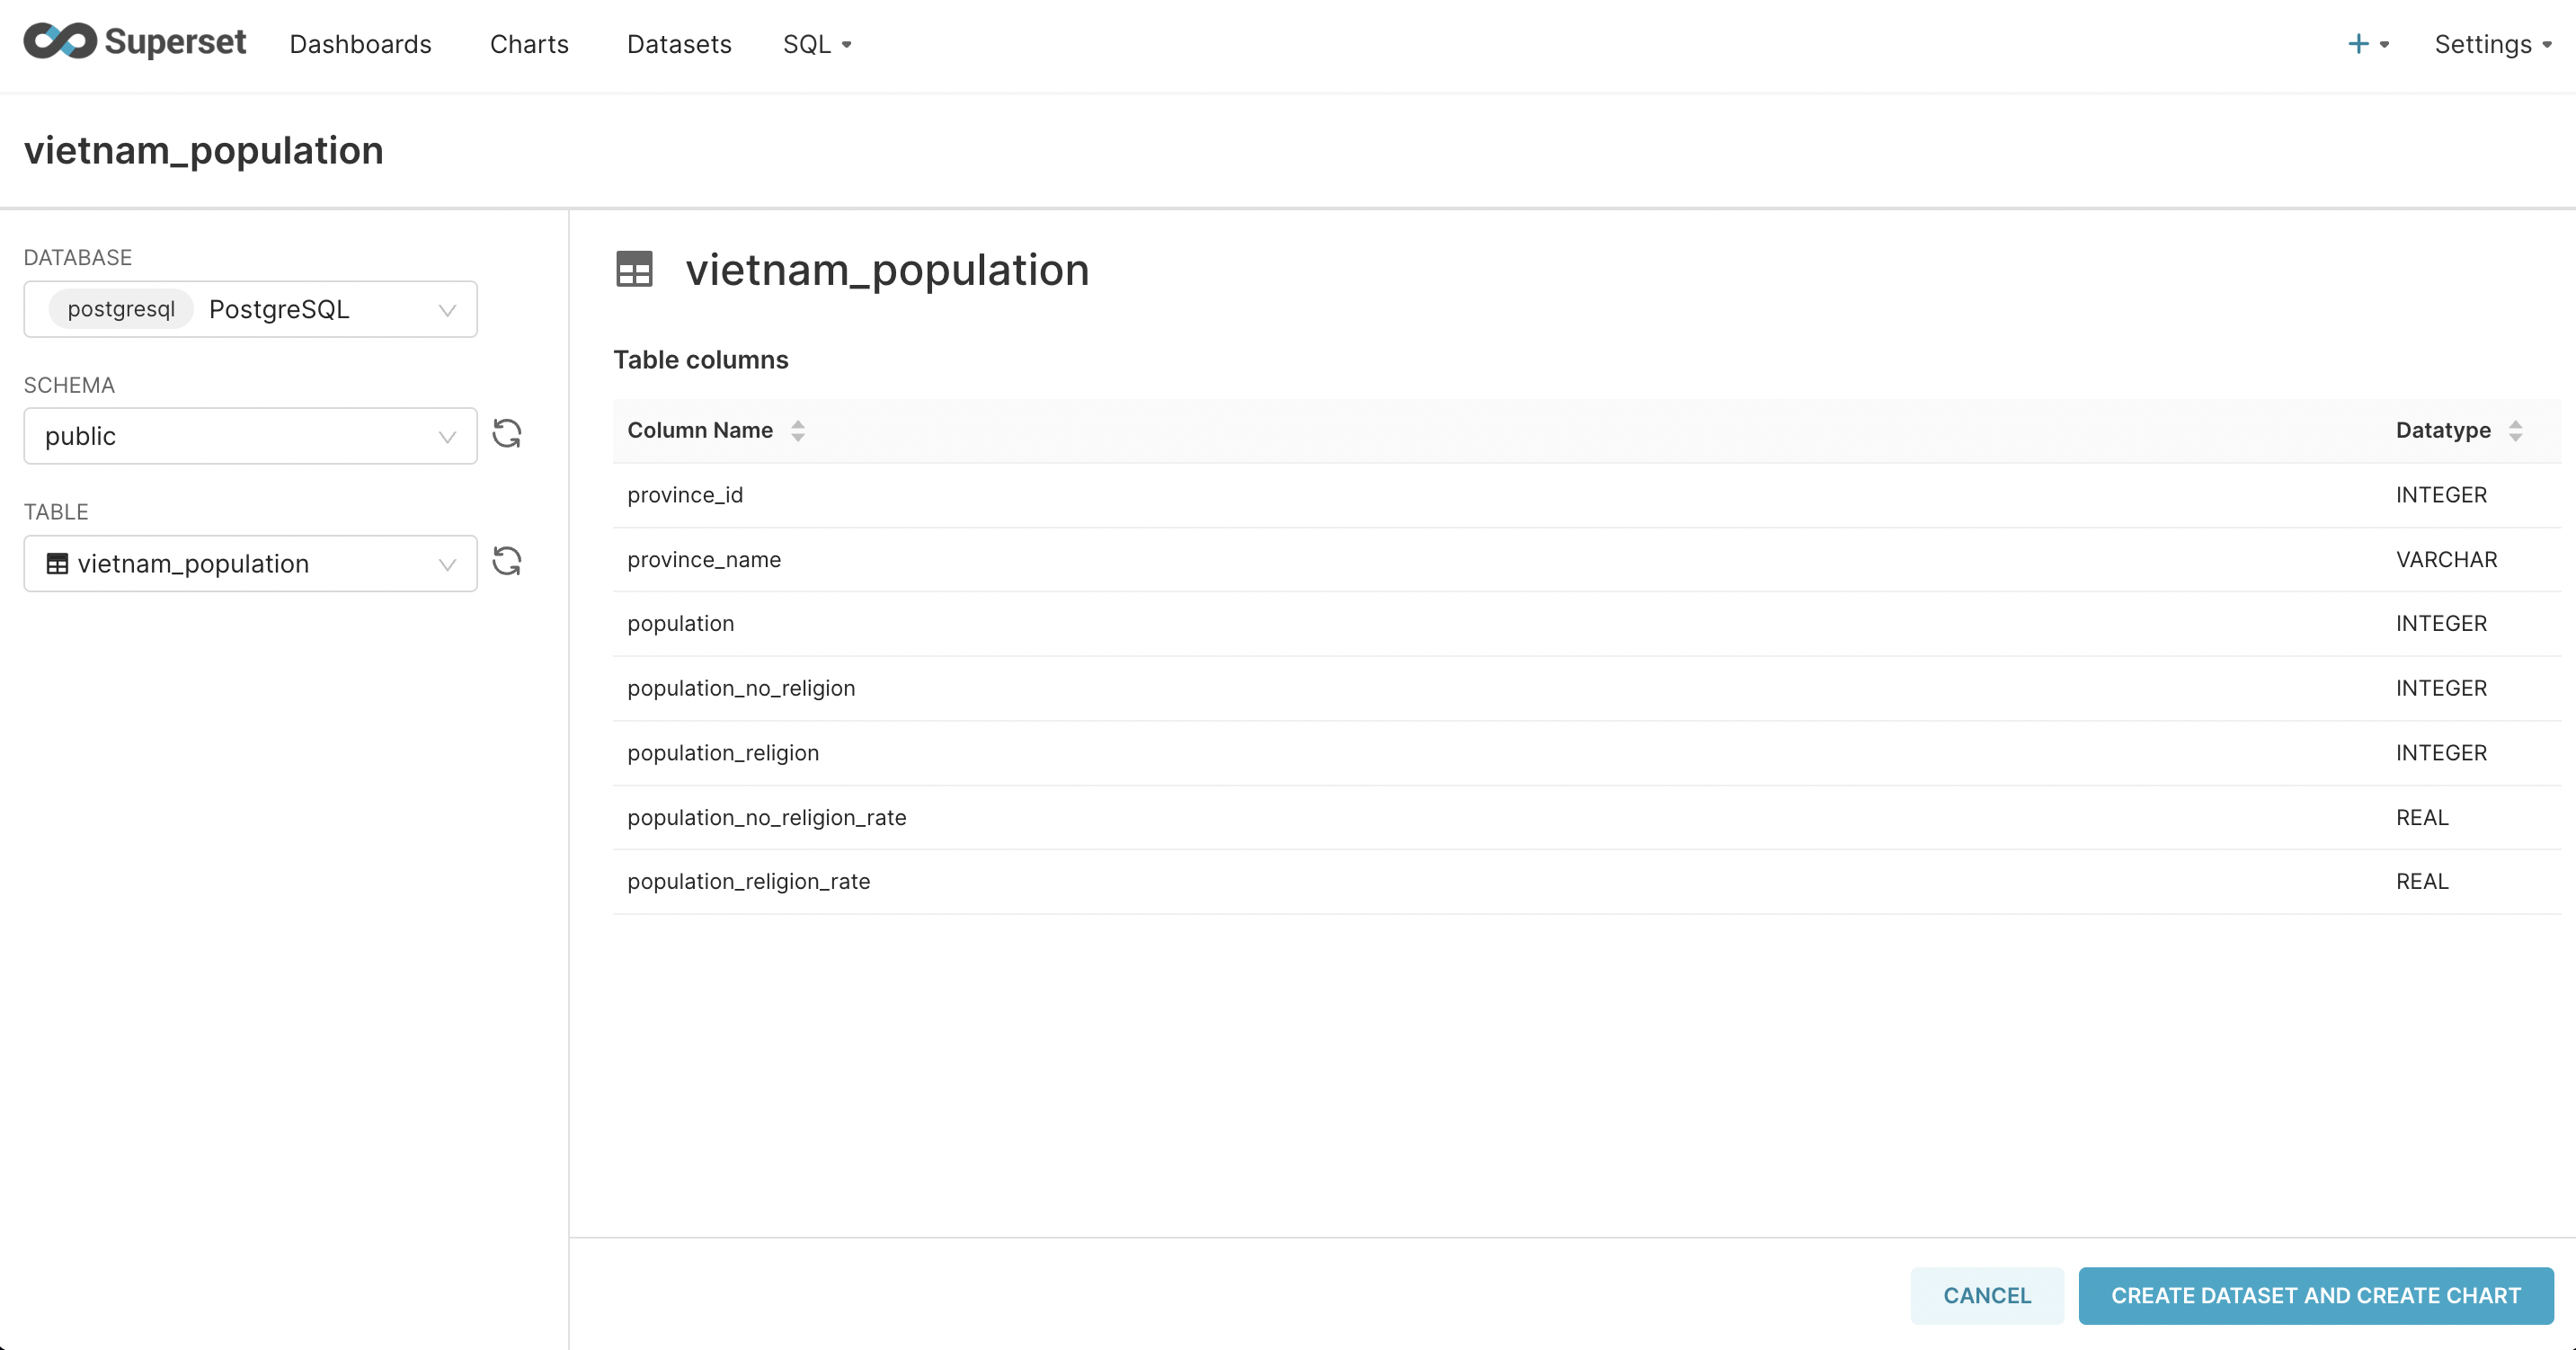 Superset Dashboards Charts Datasets SQL + Settings
vietnam_population
DATABASE
postgresql PostgreSQL
SCHEMA
public
TABLE
vietnam_population
vietnam_population
Table columns
Column Name Datatype
province_id INTEGER
province_name VARCHAR
population INTEGER
population_no_religion INTEGER
population_religion INTEGER
population_no_religion_rate REAL
population_religion_rate REAL
CANCEL CREATE DATASET AND CREATE CHART